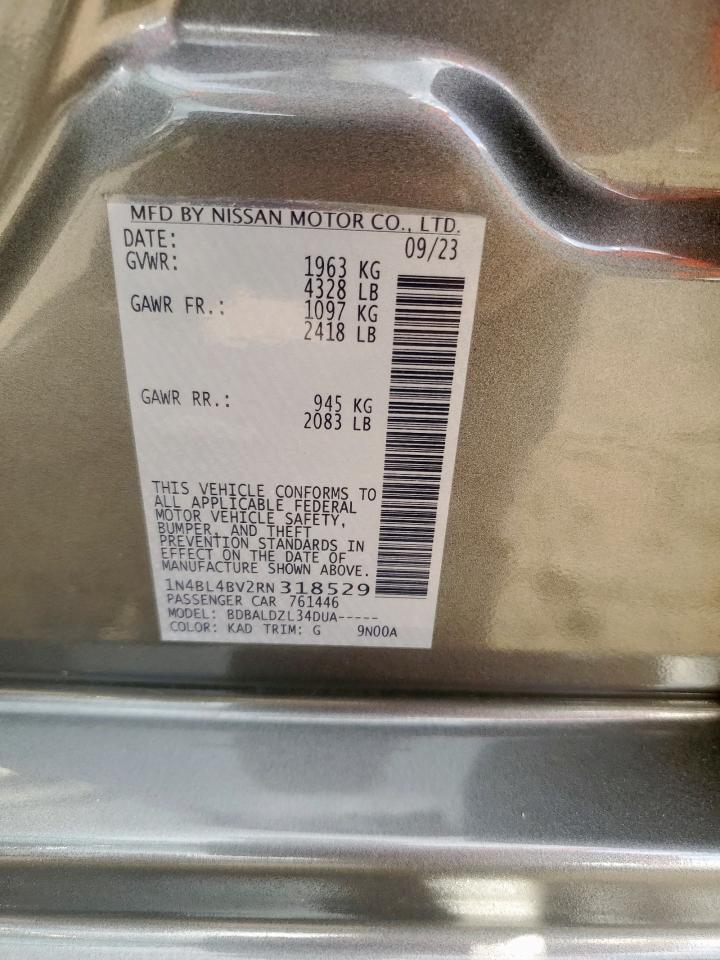 MFD BY NISSAN MOTOR CO., LTD.
DATE: 09/23
GVWR: 1963 KG
4328 LB
GAWR FR.: 1097 KG
2418 LB
GAWR RR.: 945 KG
2083 LB
THIS VEHICLE CONFORMS TO
ALL APPLICABLE FEDERAL
MOTOR VEHICLE SAFETY,
BUMPER, AND THEFT
PREVENTION STANDARDS IN
EFFECT ON THE DATE OF
MANUFACTURE SHOWN ABOVE.
1N4BL4BV2RN318529
PASSENGER CAR 761446
MODEL: BDBALDZL34DUA-----
COLOR: KAD TRIM: G 9N00A